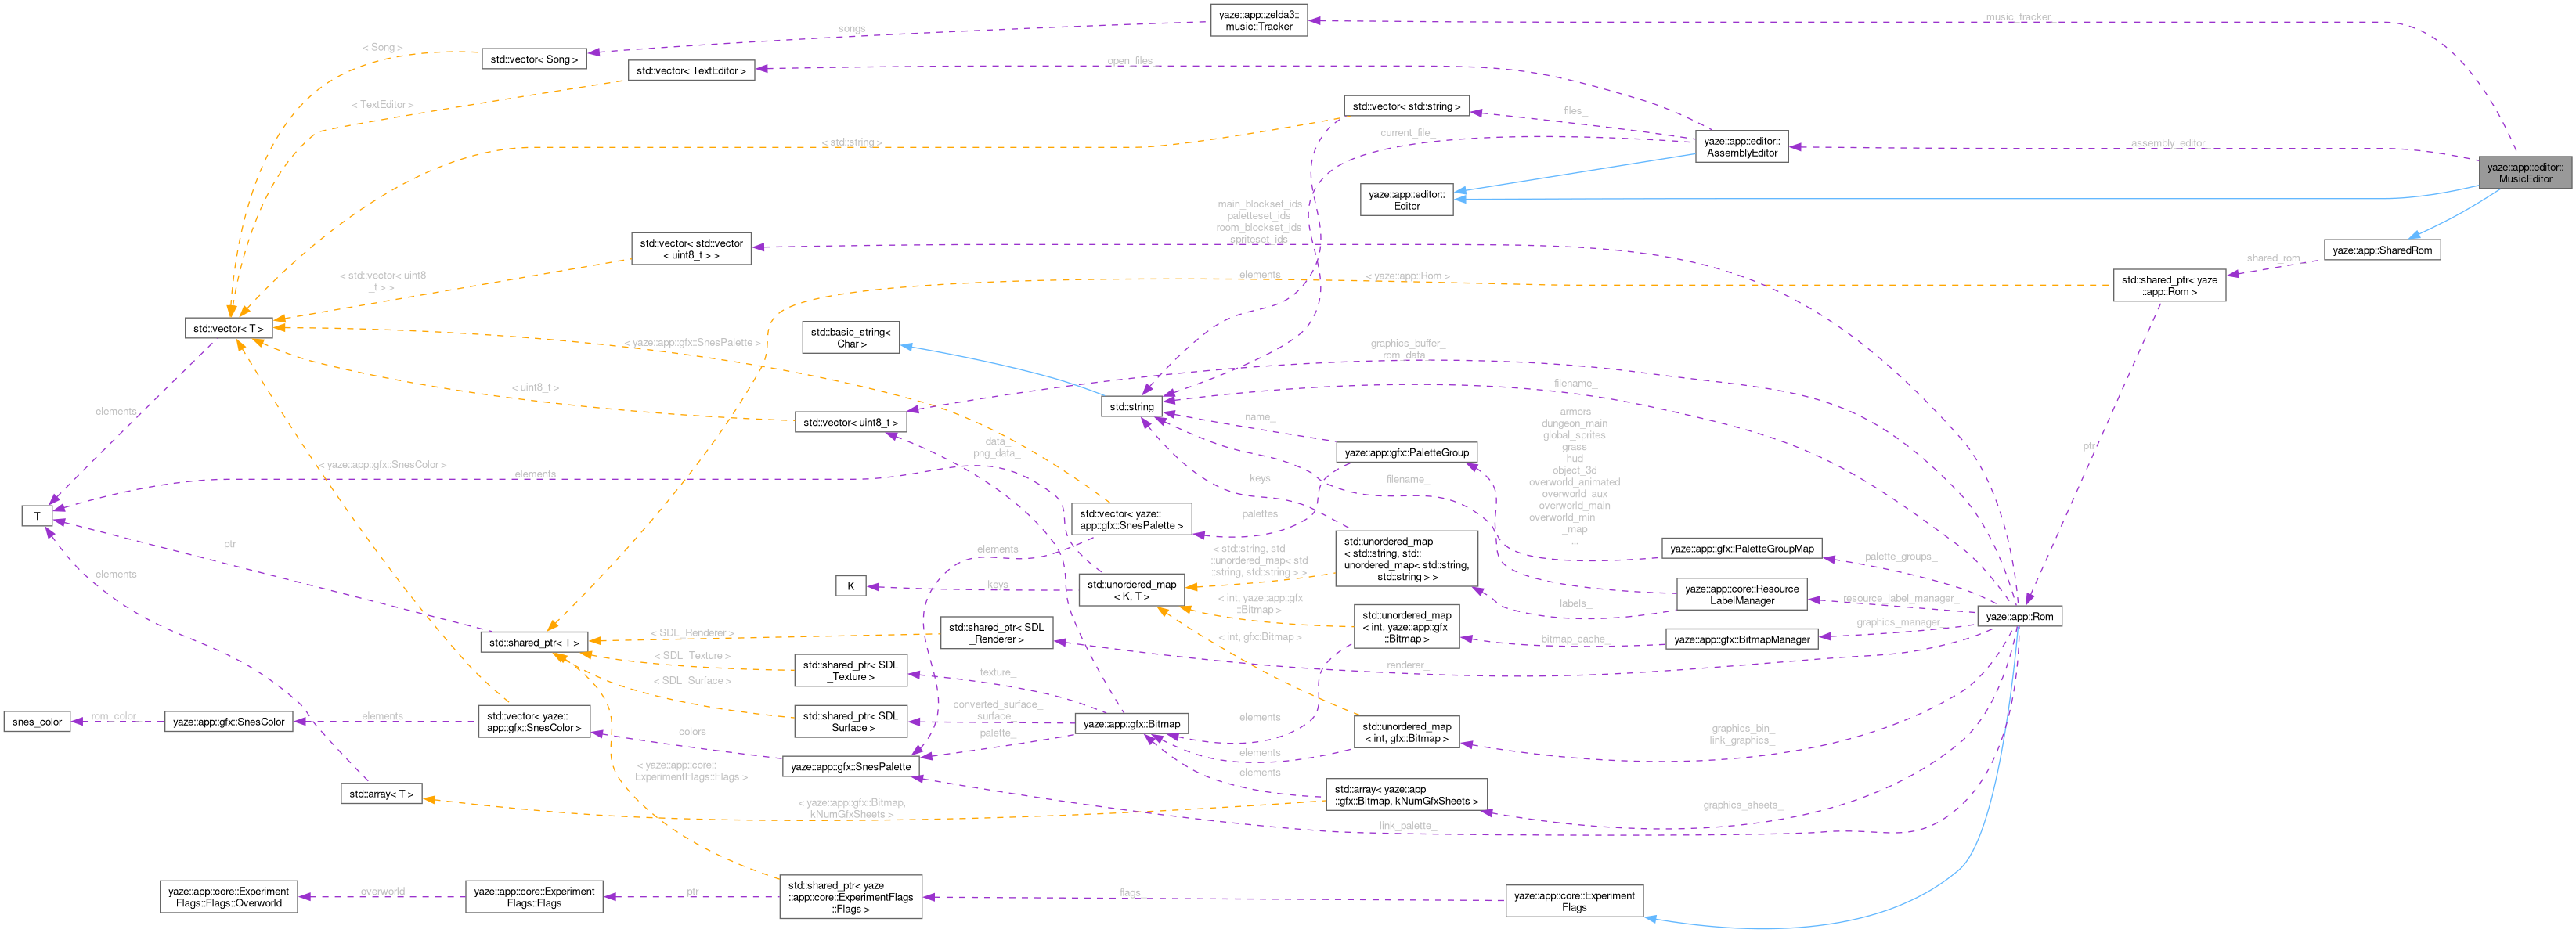 yaze::app::zelda3::
music::Tracker
music_tracker
songs
< Song >
std::vector< Song >
std::vector< TextEditor >
open_files
< TextEditor >
std::vector< std::string >
files_
current_file_
< std::string >
yaze::app::editor::
AssemblyEditor
assembly_editor_
yaze::app::editor::
MusicEditor
yaze::app::editor::
Editor
main_blockset_ids
paletteset_ids
room_blockset_ids
spriteset_ids
std::vector< std::vector
< uint8_t > >
yaze::app::SharedRom
shared_rom_
< std::vector< uint8
_t > >
elements
< yaze::app::Rom >
std::shared_ptr< yaze
::app::Rom >
std::vector< T >
std::basic_string<
Char >
< yaze::app::gfx::SnesPalette >
graphics_buffer_
rom_data_
< uint8_t >
filename_
elements
std::string
std::vector< uint8_t >
name_
armors
dungeon_main
global_sprites
grass
hud
object_3d
overworld_animated
overworld_aux
overworld_main
overworld_mini
_map
_
data_
png_data_
ptr
yaze::app::gfx::PaletteGroup
< yaze::app::gfx::SnesColor >
elements
keys
filename_
T
std::vector< yaze::
app::gfx::SnesPalette >
palettes
ptr
elements
< std::string, std
::unordered_map< std
::string, std::string > >
std::unordered_map
< std::string, std::
unordered_map< std::string,
std::string > >
yaze::app::gfx::PaletteGroupMap
palette_groups_
elements
K
keys
std::unordered_map
< K, T >
< int, yaze::app::gfx
::Bitmap >
labels_
yaze::app::core::Resource
LabelManager
resource_label_manager_
yaze::app::Rom
std::shared_ptr< T >
< SDL_Renderer >
std::shared_ptr< SDL
_Renderer >
< int, gfx::Bitmap >
std::unordered_map
< int, yaze::app::gfx
::Bitmap >
bitmap_cache_
yaze::app::gfx::BitmapManager
graphics_manager_
< SDL_Texture >
std::shared_ptr< SDL
_Texture >
texture_
renderer_
< SDL_Surface >
snes_color
rom_color
yaze::app::gfx::SnesColor
elements
std::vector< yaze::
app::gfx::SnesColor >
std::shared_ptr< SDL
_Surface >
converted_surface_
surface_
yaze::app::gfx::Bitmap
elements
std::unordered_map
< int, gfx::Bitmap >
graphics_bin_
link_graphics_
colors
palette_
elements
< yaze::app::core::
ExperimentFlags::Flags >
yaze::app::gfx::SnesPalette
elements
std::array< T >
< yaze::app::gfx::Bitmap,
kNumGfxSheets >
std::array< yaze::app
::gfx::Bitmap, kNumGfxSheets >
graphics_sheets_
link_palette_
yaze::app::core::Experiment
Flags::Flags::Overworld
overworld
yaze::app::core::Experiment
Flags::Flags
ptr
std::shared_ptr< yaze
::app::core::ExperimentFlags
::Flags >
flags
yaze::app::core::Experiment
Flags